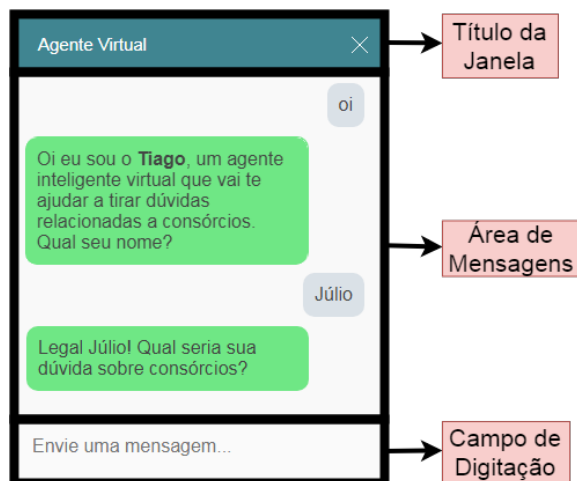 Agente Virtual
Título da
Janela
oi
Oi eu sou o Tiago, um agente
inteligente virtual que vai te
ajudar a tirar dúvidas
relacionadas a consórcios.
Qual seu nome?
Área de
Mensagens
Júlio
Legal Júlio! Qual seria sua
dúvida sobre consórcios?
Envie uma mensagem...
Campo de
Digitação